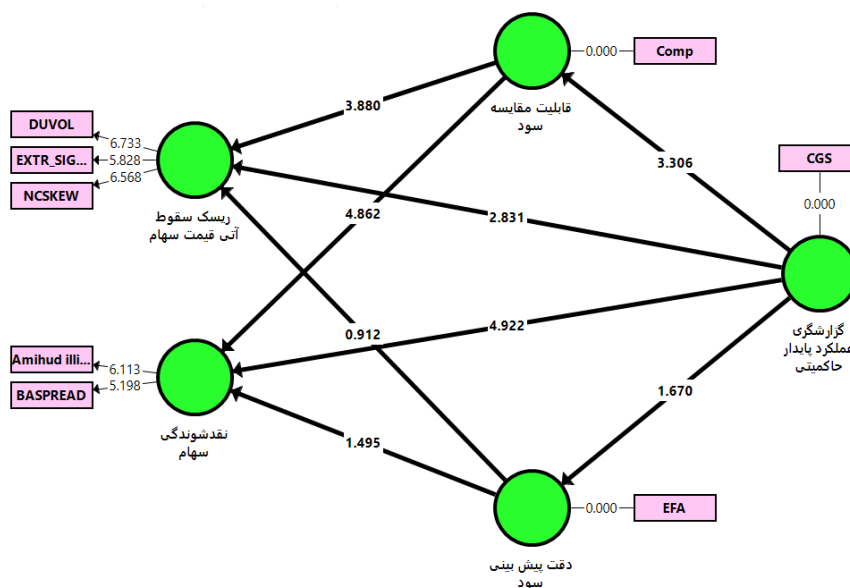 Comp
0.000
قابلیت مقایسه
سود
DUVOL
EXTR_SIG...
NCSKEW
6.733
5.828
6.568
ریسک سقوط
آتی قیمت سهام
3.880
3.306
CGS
0.000
4.862
2.831
گزارشگری
عملکرد پایدار
حاکمیتی
0.912
4.922
Amihud illi...
BASPREAD
6.113
5.198
نقدشوندگی
سهام
1.670
1.495
EFA
0.000
دقت پیش بینی
سود